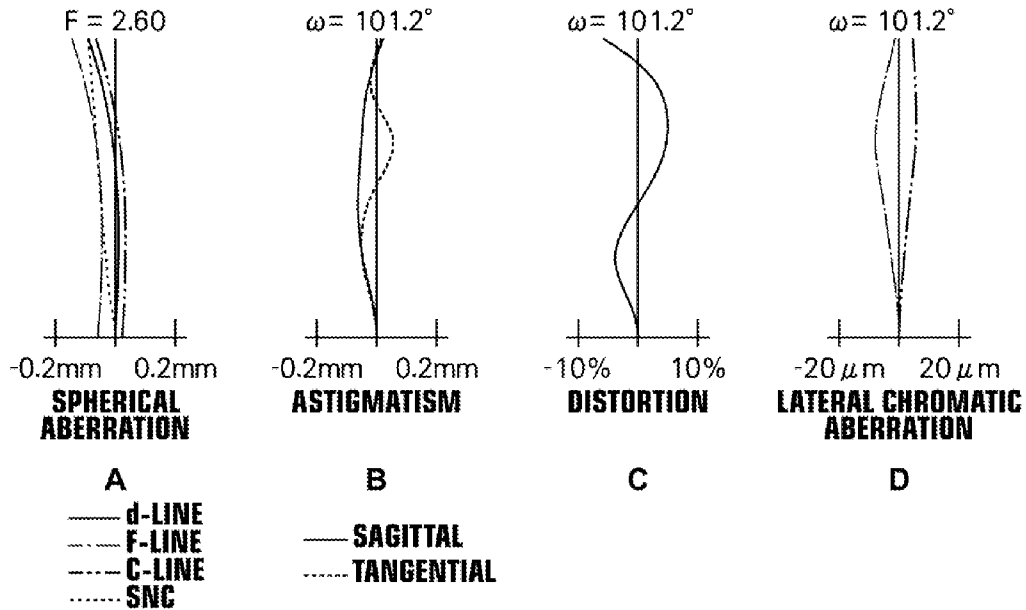 F = 2.60
ω = 101.2°
ω = 101.2°
ω = 101.2°
-0.2mm 0.2mm
-0.2mm 0.2mm
-10% 10%
-20 μm 20 μm
SPHERICAL
ABERRATION
ASTIGMATISM
DISTORTION
LATERAL CHROMATIC
ABERRATION
A
B
C
D
d-LINE
F-LINE
C-LINE
SNC
SAGITTAL
TANGENTIAL